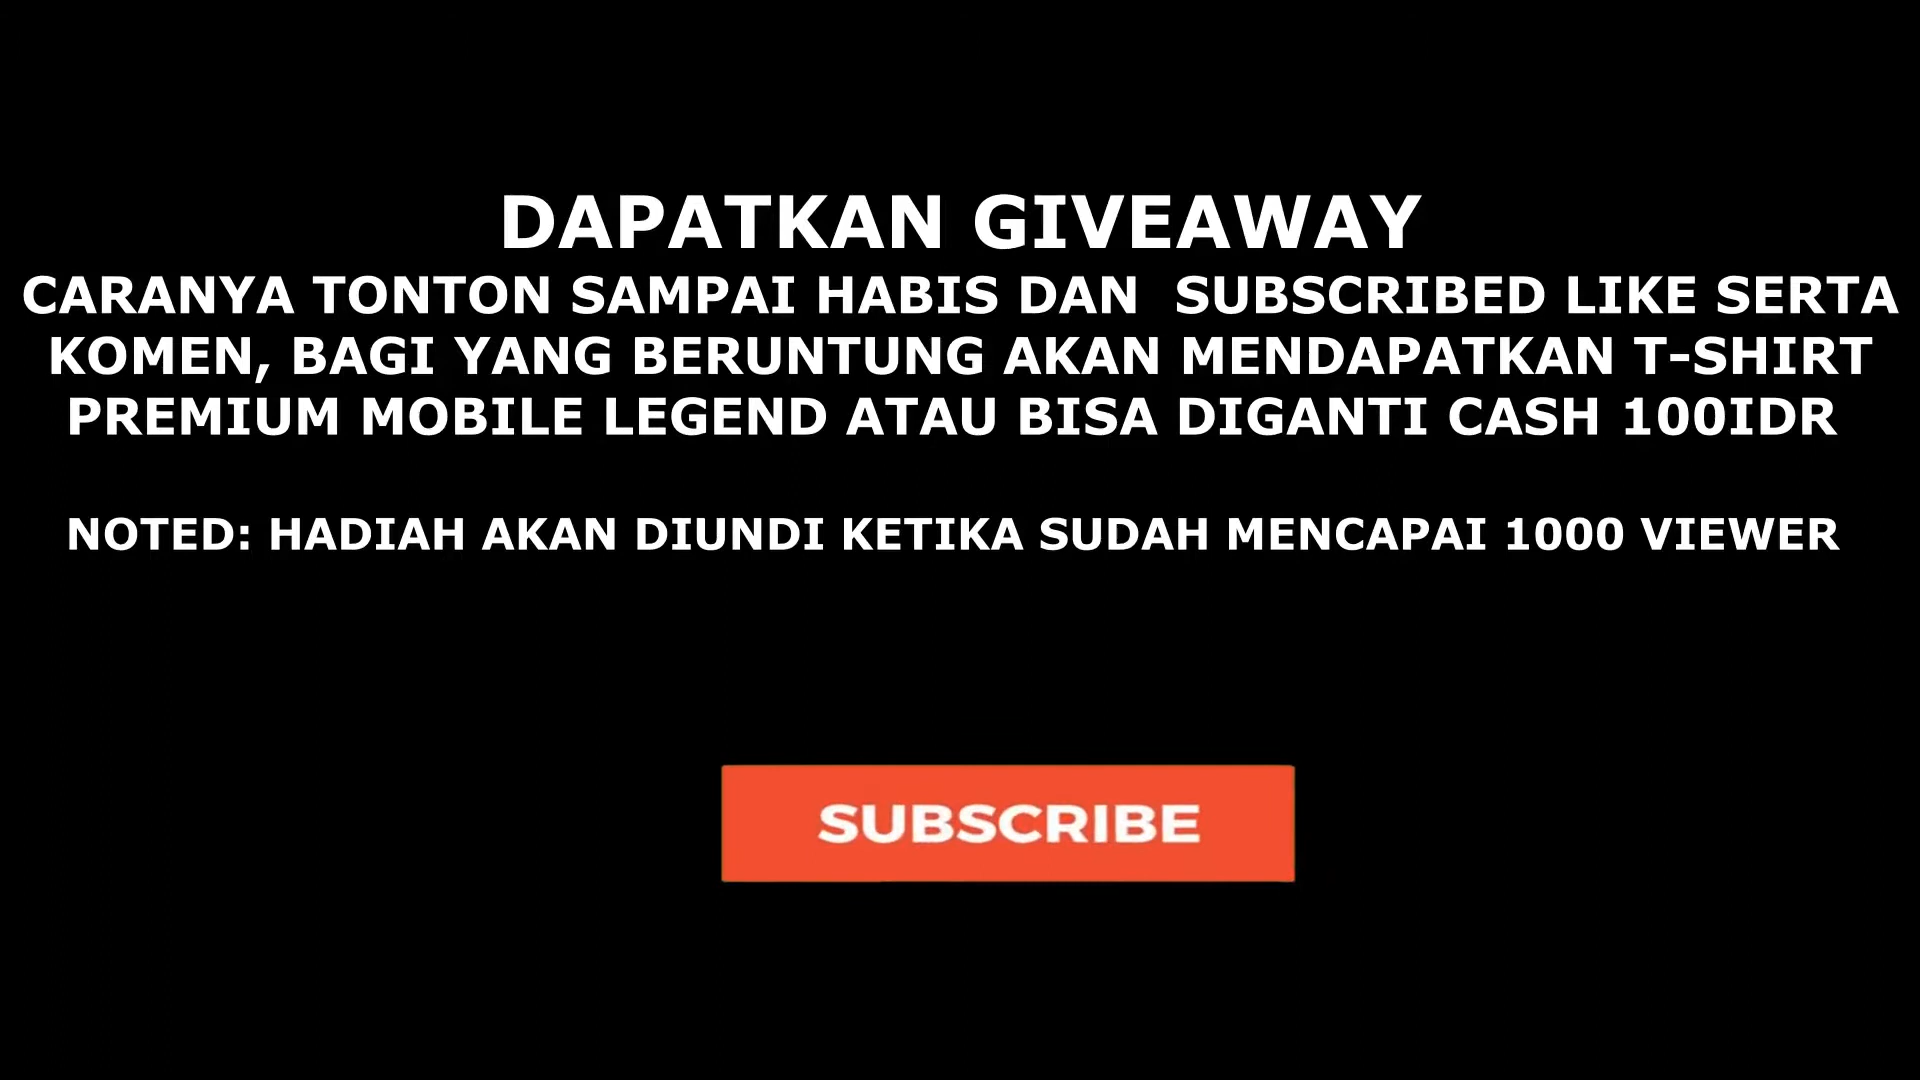 DAPATKAN GIVEAWAY
CARANYA TONTON SAMPAI HABIS DAN  SUBSCRIBED LIKE SERTA
KOMEN, BAGI YANG BERUNTUNG AKAN MENDAPATKAN T-SHIRT
PREMIUM MOBILE LEGEND ATAU BISA DIGANTI CASH 100IDR
NOTED: HADIAH AKAN DIUNDI KETIKA SUDAH MENCAPAI 1000 VIEWER
SUBSCRIBE